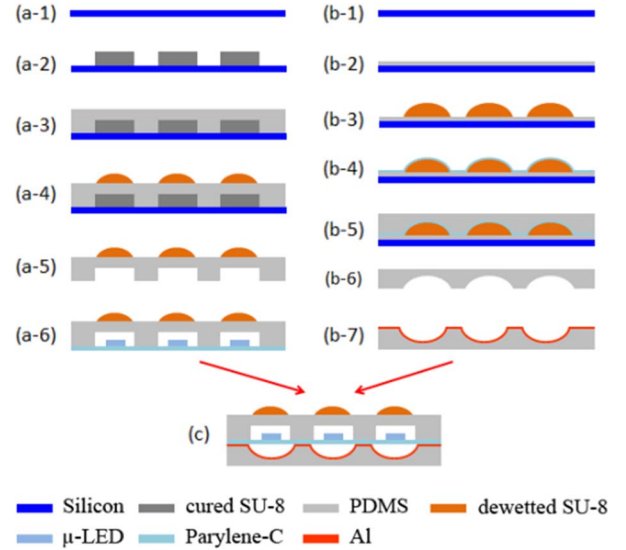 (a-1)
(b-1)
(a-2)
(b-2)
(a-3)
(b-3)
(a-4)
(b-4)
(a-5)
(b-5)
(a-6)
(b-6)
(b-7)
(c)
Silicon cured SU-8 PDMS dewetted SU-8
μ-LED Parylene-C Al